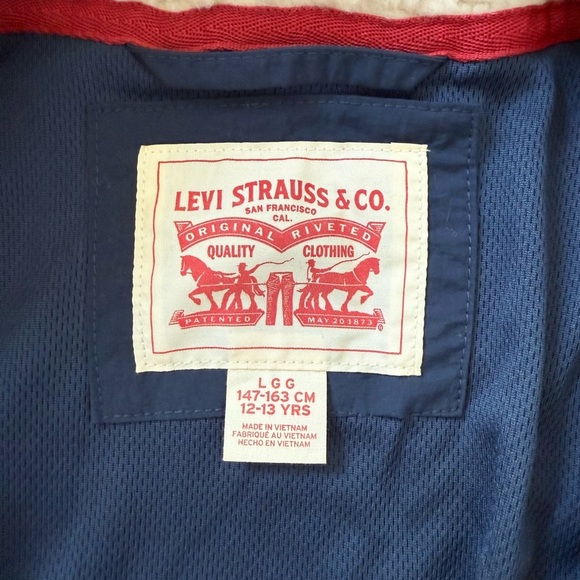 LEVI STRAUSS & CO.
SAN FRANCISCO
CAL.
ORIGINAL RIVETED
QUALITY CLOTHING
PATENTED MAY 20 1873
L G G
147-163 CM
12-13 YRS
MADE IN VIETNAM
FABRIQUÉ AU VIETNAM
HECHO EN VIETNAM